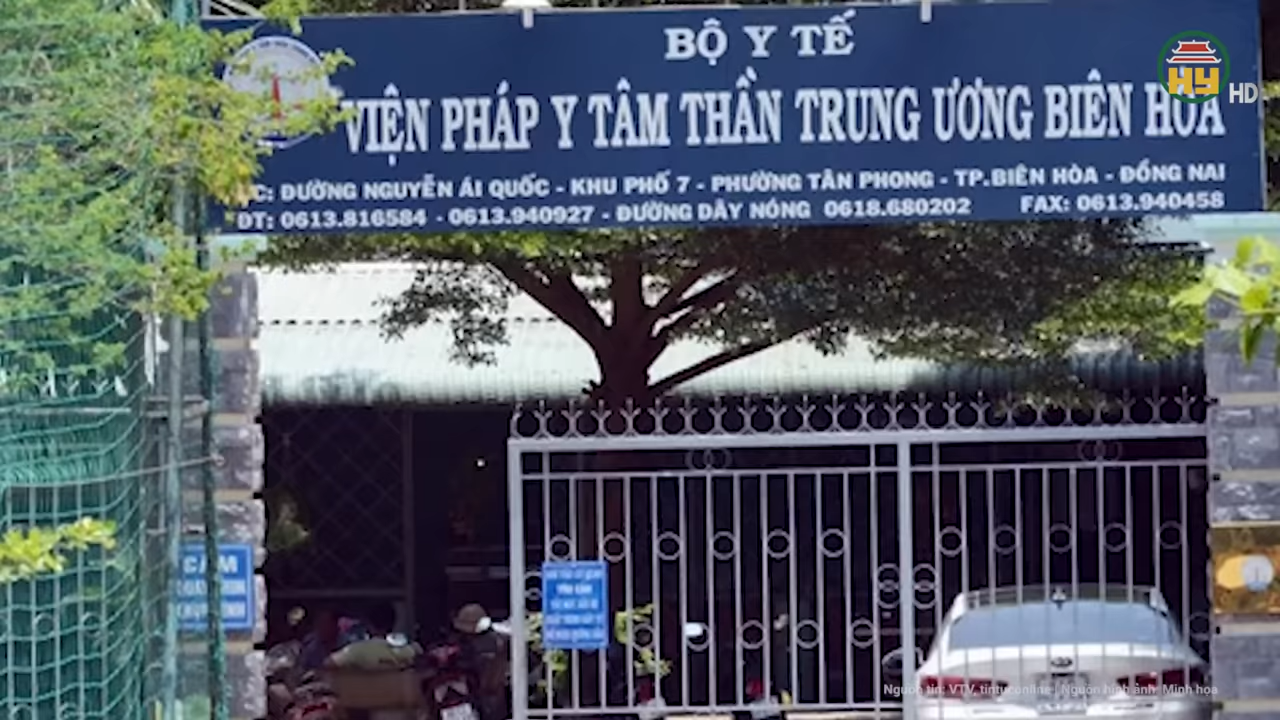 BỘ Y TẾ
HY HD
VIỆN PHÁP Y TÂM THẦN TRUNG ƯƠNG BIÊN HÒA
ĐC: ĐƯỜNG NGUYỄN ÁI QUỐC - KHU PHỐ 7 - PHƯỜNG TÂN PHONG - TP.BIÊN HÒA - ĐỒNG NAI
ĐT: 0613.816584 - 0613.940927 - ĐƯỜNG DÂY NÓNG 0618.680202 FAX: 0613.940458
CẤM
Nguồn tin: VTV, tintuconline Nguồn hình ảnh: Minh họa